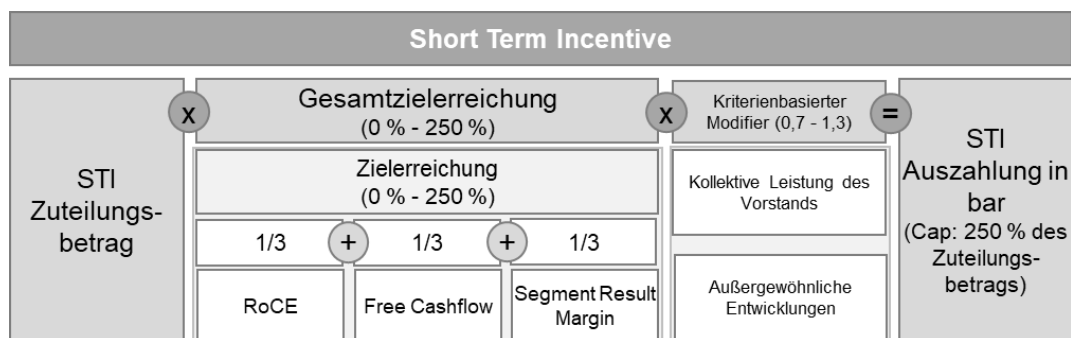 Short Term Incentive
STI
Zuteilungs-
betrag
x
Gesamtzielerreichung
(0 % - 250 %)
Zielerreichung
(0 % - 250 %)
1/3
+
1/3
+
1/3
RoCE
Free Cashflow
Segment Result
Margin
x
Kriterienbasierter
Modifier (0,7 - 1,3)
Kollektive Leistung des
Vorstands
Außergewöhnliche
Entwicklungen
=
STI
Auszahlung in
bar
(Cap: 250 % des
Zuteilungs-
betrags)